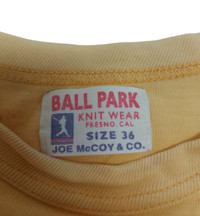 BALL PARK
KNIT WEAR
FRESNO, CAL
SIZE 36
JOE McCOY & CO.